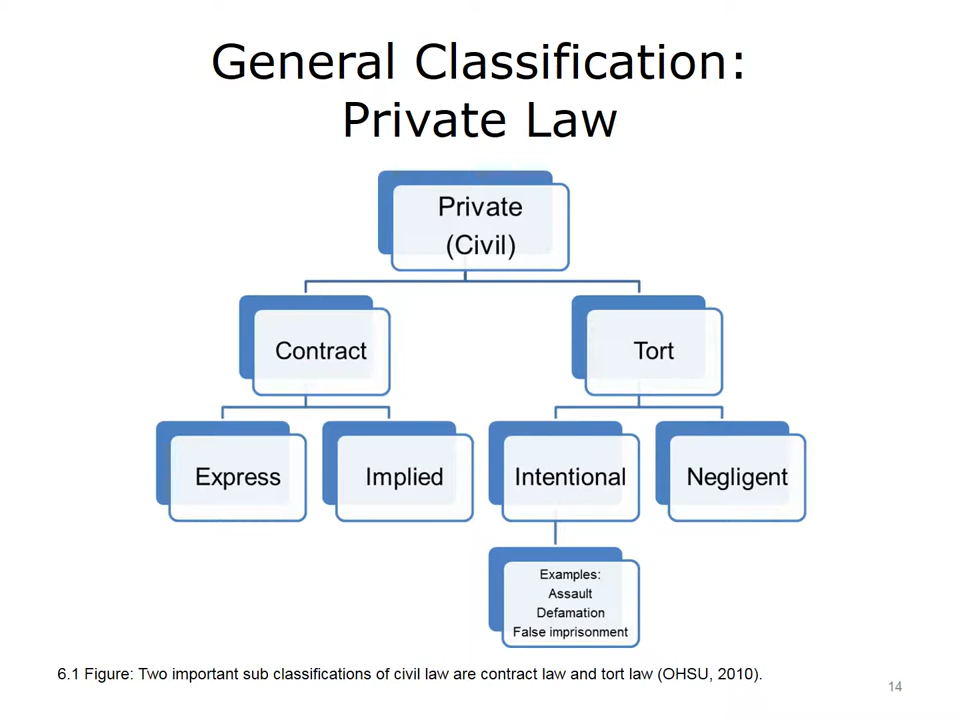 General Classification:
Private Law
Private
(Civil)
Contract
Tort
Express
Implied
Intentional
Negligent
Examples:
Assault
Defamation
False imprisonment
6.1 Figure: Two important sub classifications of civil law are contract law and tort law (OHSU, 2010).
14